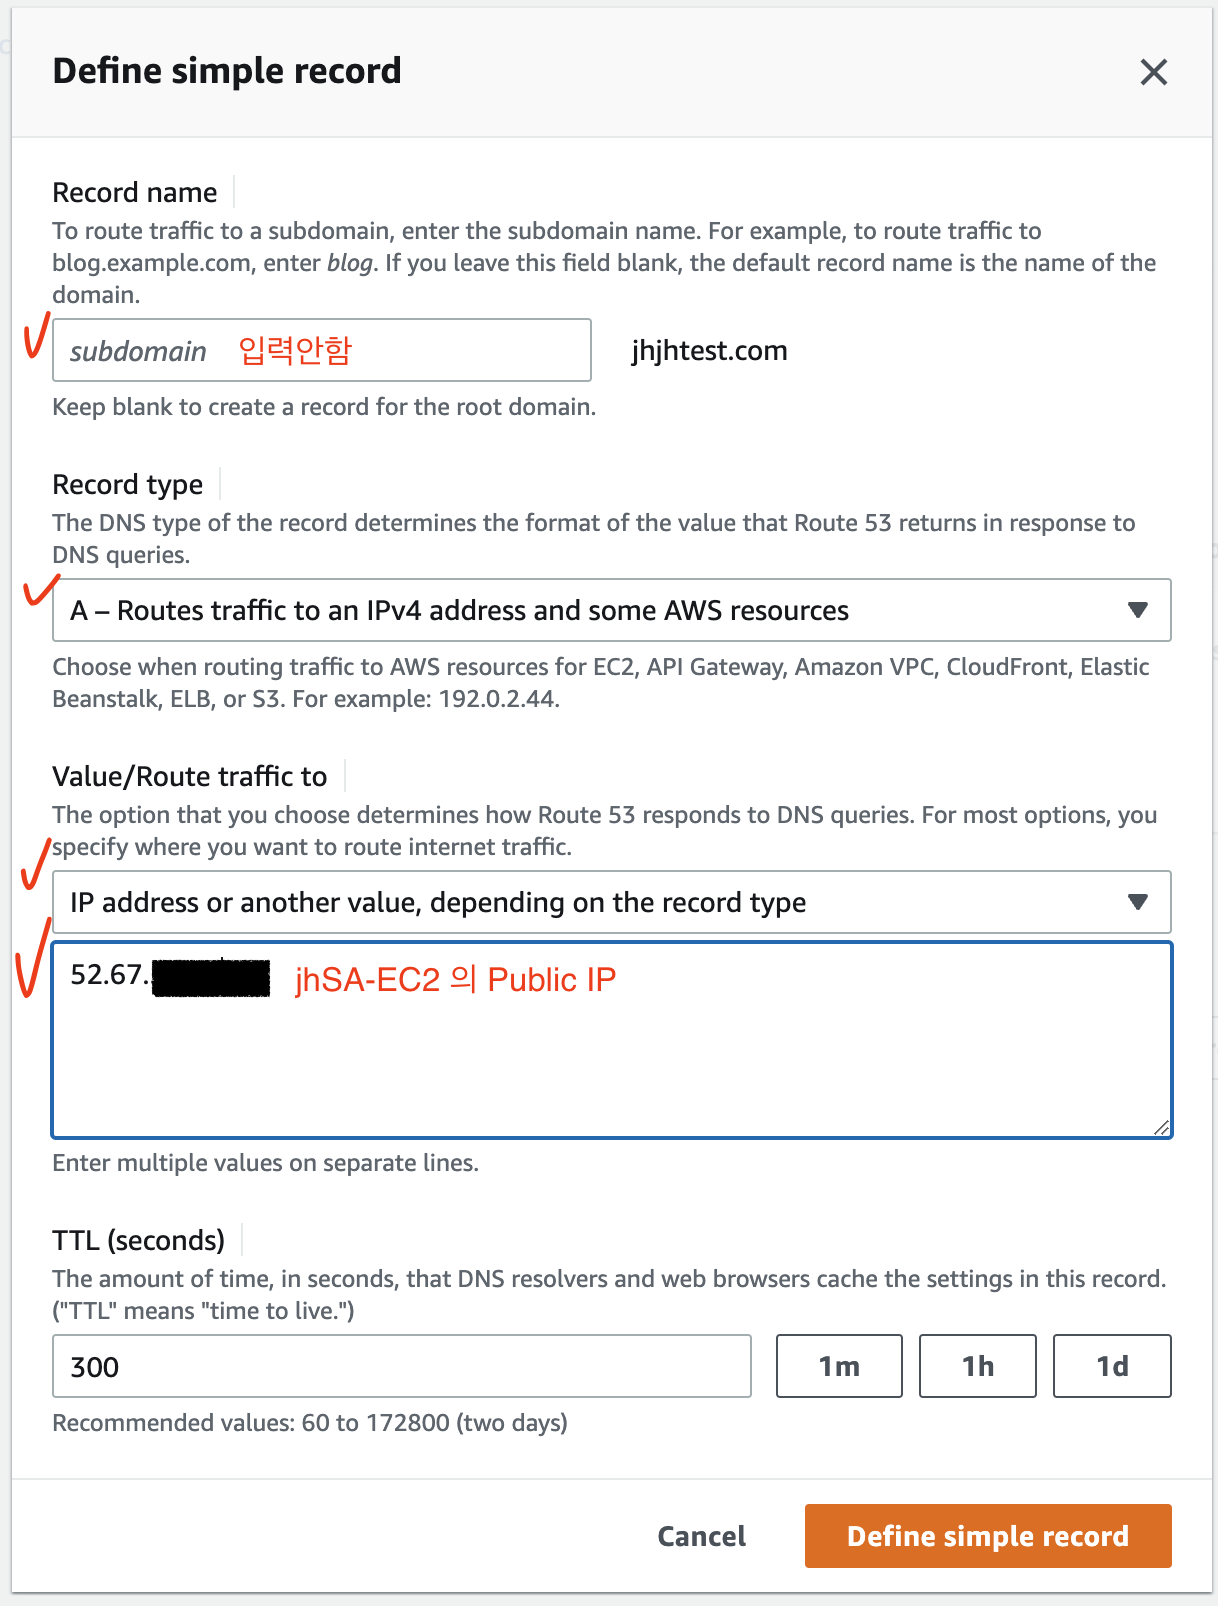 Define simple record
Record name
To route traffic to a subdomain, enter the subdomain name. For example, to route traffic to
blog.example.com, enter blog. If you leave this field blank, the default record name is the name of the
domain.
subdomain 입력안함 jhjhtest.com
Keep blank to create a record for the root domain.
Record type
The DNS type of the record determines the format of the value that Route 53 returns in response to
DNS queries.
A – Routes traffic to an IPv4 address and some AWS resources
Choose when routing traffic to AWS resources for EC2, API Gateway, Amazon VPC, CloudFront, Elastic
Beanstalk, ELB, or S3. For example: 192.0.2.44.
Value/Route traffic to
The option that you choose determines how Route 53 responds to DNS queries. For most options, you
specify where you want to route internet traffic.
IP address or another value, depending on the record type
52.67. jhSA-EC2 의 Public IP
Enter multiple values on separate lines.
TTL (seconds)
The amount of time, in seconds, that DNS resolvers and web browsers cache the settings in this record.
("TTL" means "time to live.")
300 1m 1h 1d
Recommended values: 60 to 172800 (two days)
Cancel Define simple record